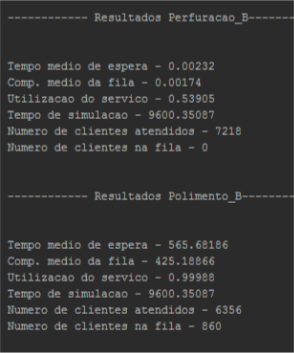 ------------ Resultados Perfuracao_B-------
Tempo medio de espera - 0.00232
Comp. medio da fila - 0.00174
Utilizacao do servico - 0.53905
Tempo de simulacao - 9600.35087
Numero de clientes atendidos - 7218
Numero de clientes na fila - 0
------------ Resultados Polimento_B--------
Tempo medio de espera - 565.68186
Comp. medio da fila - 425.18866
Utilizacao do servico - 0.99988
Tempo de simulacao - 9600.35087
Numero de clientes atendidos - 6356
Numero de clientes na fila - 860